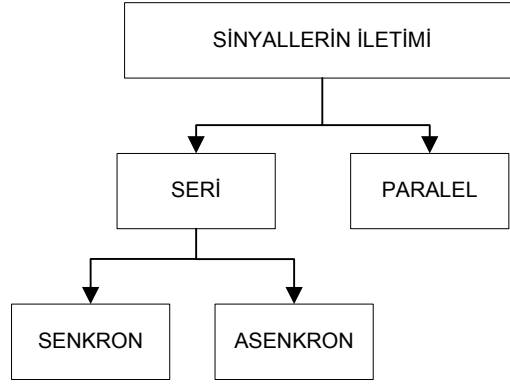 SİNYALLERİN İLETİMİ
SERİ
PARALEL
SENKRON
ASENKRON